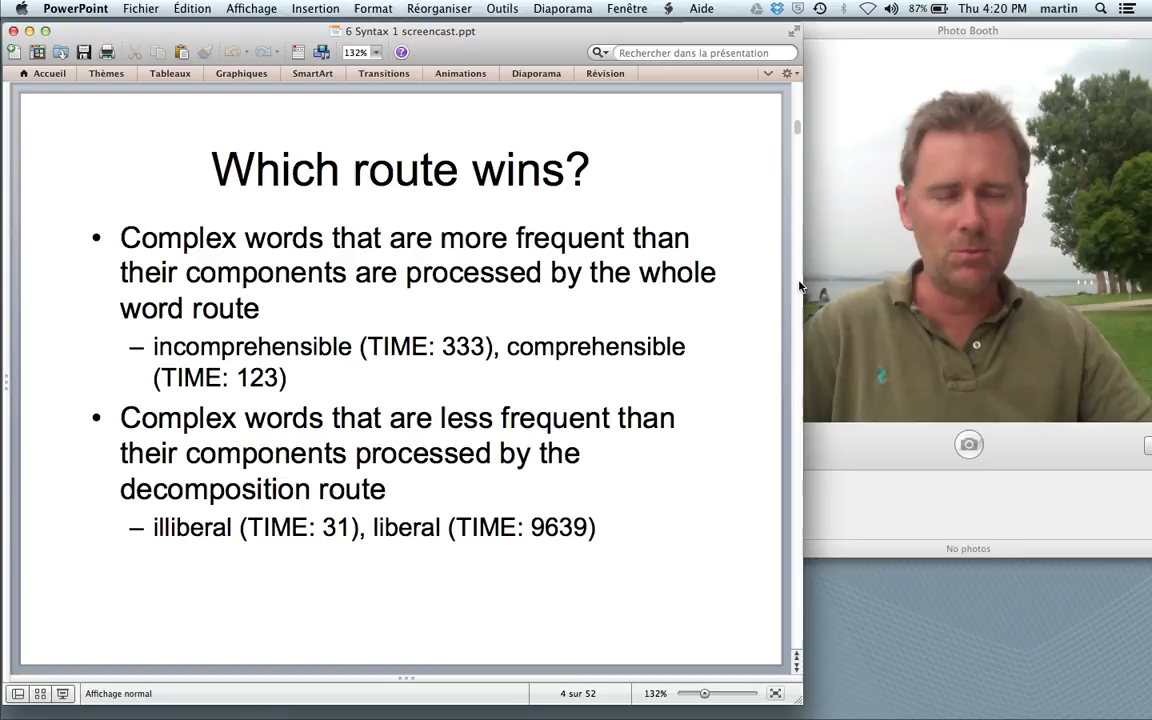 PowerPoint Fichier Édition Affichage Insertion Format Réorganiser Outils Diaporama Fenêtre Aide 87% Thu 4:20 PM martin
6 Syntax 1 screencast.ppt
Photo Booth
132% Rechercher dans la présentation
Accueil Thèmes Tableaux Graphiques SmartArt Transitions Animations Diaporama Révision
Which route wins?
• Complex words that are more frequent than
their components are processed by the whole
word route
– incomprehensible (TIME: 333), comprehensible
(TIME: 123)
• Complex words that are less frequent than
their components processed by the
decomposition route
– illiberal (TIME: 31), liberal (TIME: 9639)
No photos
Affichage normal 4 sur 52 132%